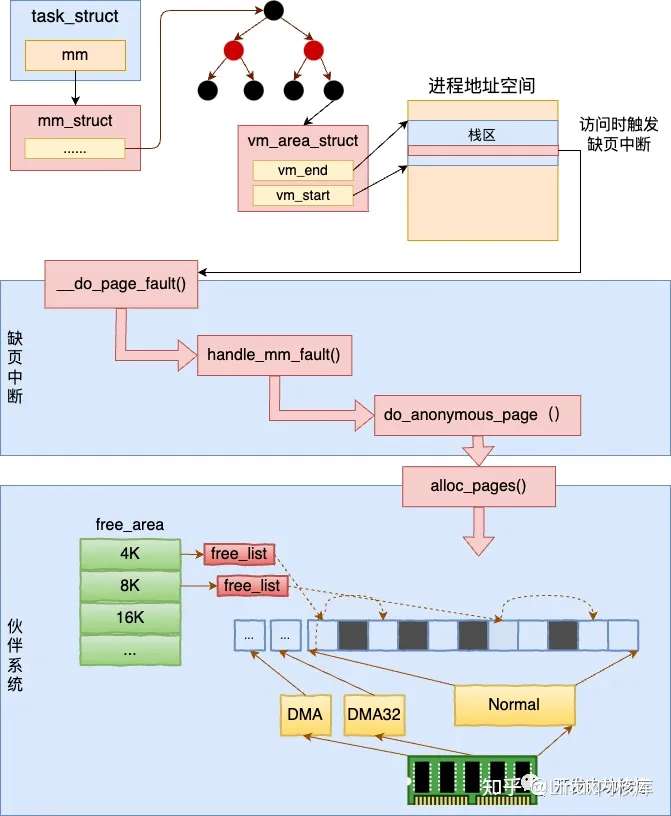 task_struct
mm
mm_struct
......
vm_area_struct
vm_end
vm_start
进程地址空间
栈区
访问时触发
缺页中断
__do_page_fault()
缺页中断
handle_mm_fault()
do_anonymous_page（）
alloc_pages()
伙伴系统
free_area
4K
free_list
8K
free_list
16K
...
...
...
DMA
DMA32
Normal
知乎